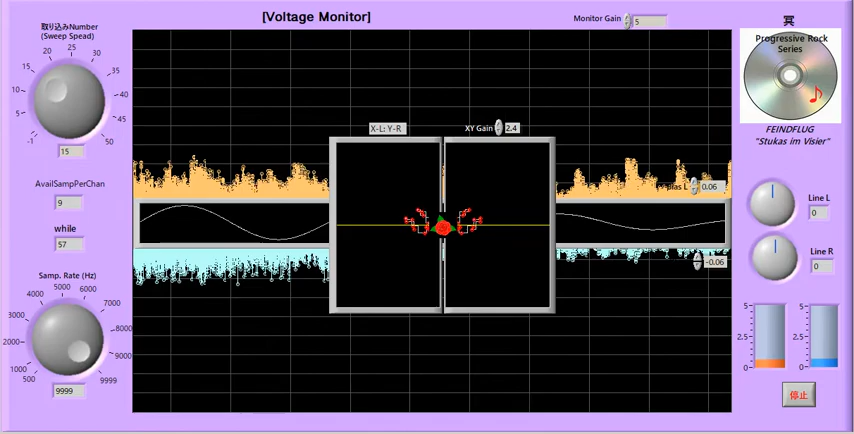 [Voltage Monitor]
Monitor Gain
5
取り込みNumber
(Sweep Spead)
-1
5
10
15
20
25
30
35
40
45
50
15
AvailSampPerChan
9
while
57
Samp. Rate (Hz)
500
1000
2000
3000
4000
5000
6000
7000
8000
9000
9999
9999
X-L: Y-R
XY Gain
2.4
ias L
0.06
-0.06
冥
Progressive Rock
Series
FEINDFLUG
"Stukas im Visier"
Line L
0
Line R
0
5
2.5
0
5
2.5
0
停止